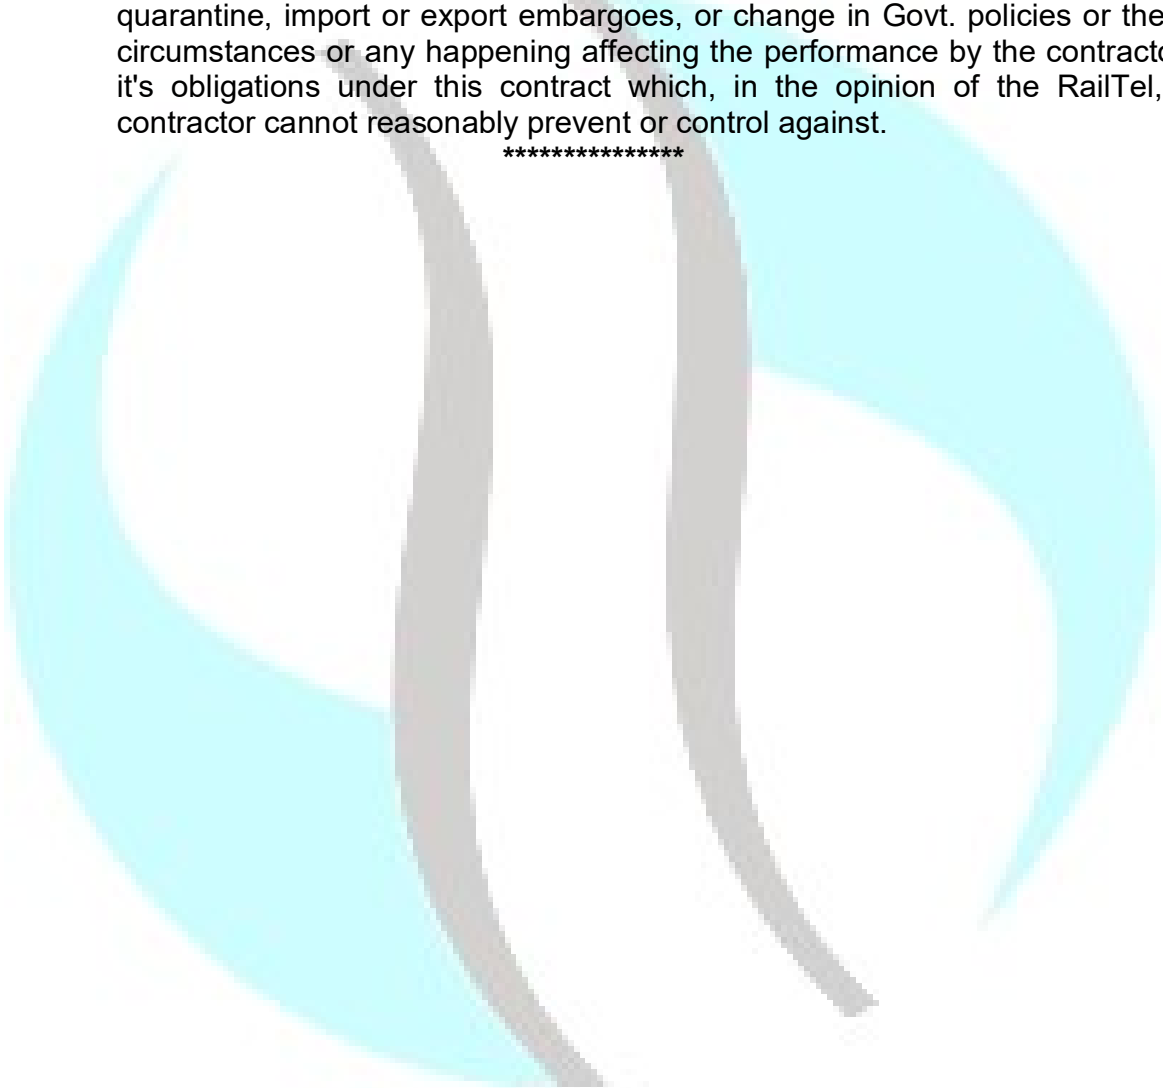 quarantine, import or export embargoes, or change in Govt. policies or the
circumstances or any happening affecting the performance by the
it's obligations under this contract which, in the opinion of the RailTel,
contractor cannot reasonably prevent or control against.
***************